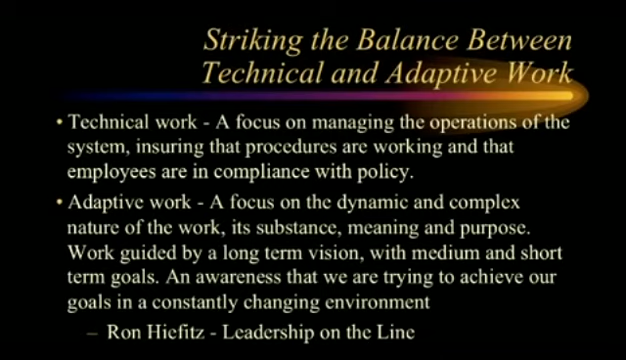 Striking the Balance Between
Technical and Adaptive Work
• Technical work - A focus on managing the operations of the
system, insuring that procedures are working and that
employees are in compliance with policy.
• Adaptive work - A focus on the dynamic and complex
nature of the work, its substance, meaning and purpose.
Work guided by a long term vision, with medium and short
term goals. An awareness that we are trying to achieve our
goals in a constantly changing environment
– Ron Hiefitz - Leadership on the Line